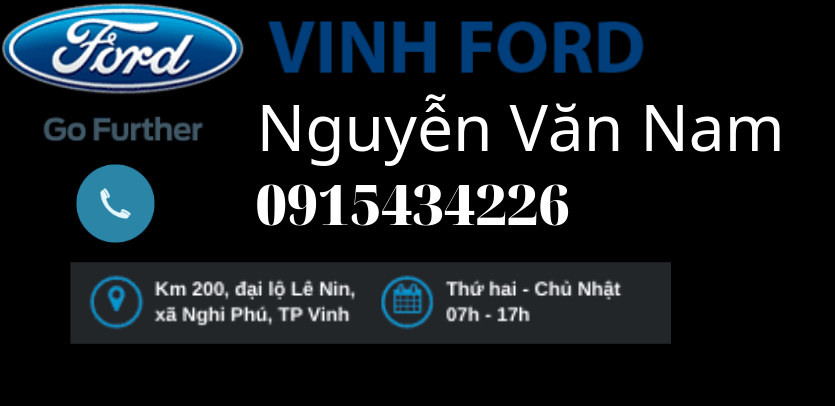 Ford
VINH FORD
Go Further
Nguyễn Văn Nam
0915434226
Km 200, đại lộ Lê Nin,
xã Nghi Phú, TP Vinh
Thứ hai - Chủ Nhật
07h - 17h